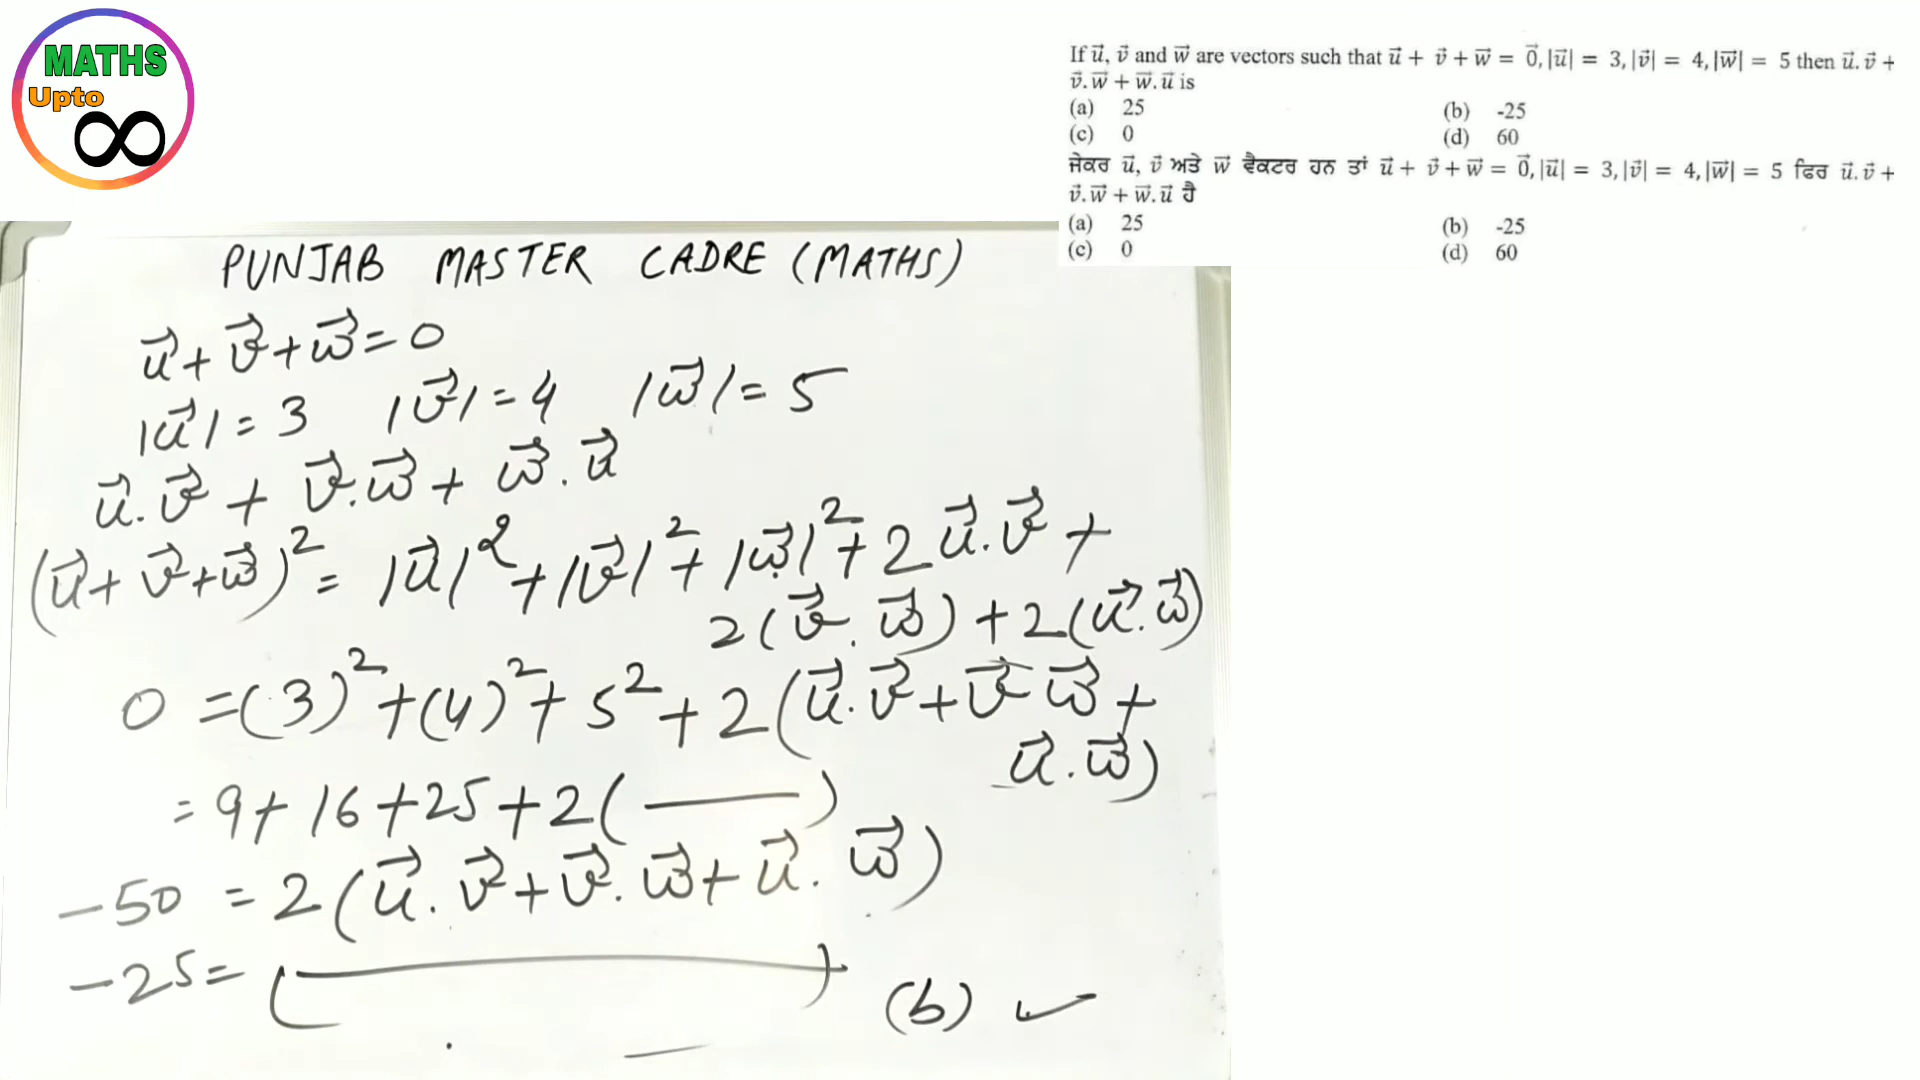 MATHS
Upto
∞
If u⃗, v⃗ and w⃗ are vectors such that u⃗ + v⃗ + w⃗ = 0⃗, |u⃗| = 3, |v⃗| = 4, |w⃗| = 5 then u⃗. v⃗ +
v⃗. w⃗ + w⃗. u⃗ is
(a) 25 (b) -25
(c) 0 (d) 60
ਜੇਕਰ u⃗, v⃗ ਅਤੇ w⃗ ਵੈਕਟਰ ਹਨ ਤਾਂ u⃗ + v⃗ + w⃗ = 0⃗, |u⃗| = 3, |v⃗| = 4, |w⃗| = 5 ਫਿਰ u⃗. v⃗ +
v⃗. w⃗ + w⃗. u⃗ ਹੈ
(a) 25 (b) -25
(c) 0 (d) 60
PUNJAB MASTER CADRE (MATHS)
u⃗ + v⃗ + w⃗ = 0
|u⃗| = 3 |v⃗| = 4 |w⃗| = 5
u⃗. v⃗ + v⃗. w⃗ + w⃗. u⃗
(u⃗ + v⃗ + w⃗)² = |u⃗|² + |v⃗|² + |w⃗|² + 2 u⃗. v⃗ +
2(v⃗. w⃗) + 2(u⃗. w⃗)
0 = (3)² + (4)² + 5² + 2(u⃗. v⃗ + v⃗ w⃗ +
u⃗. w⃗)
= 9 + 16 + 25 + 2( — )
-50 = 2(u⃗. v⃗ + v⃗. w⃗ + u⃗. w⃗)
-25 = ( — ) (b) ✓